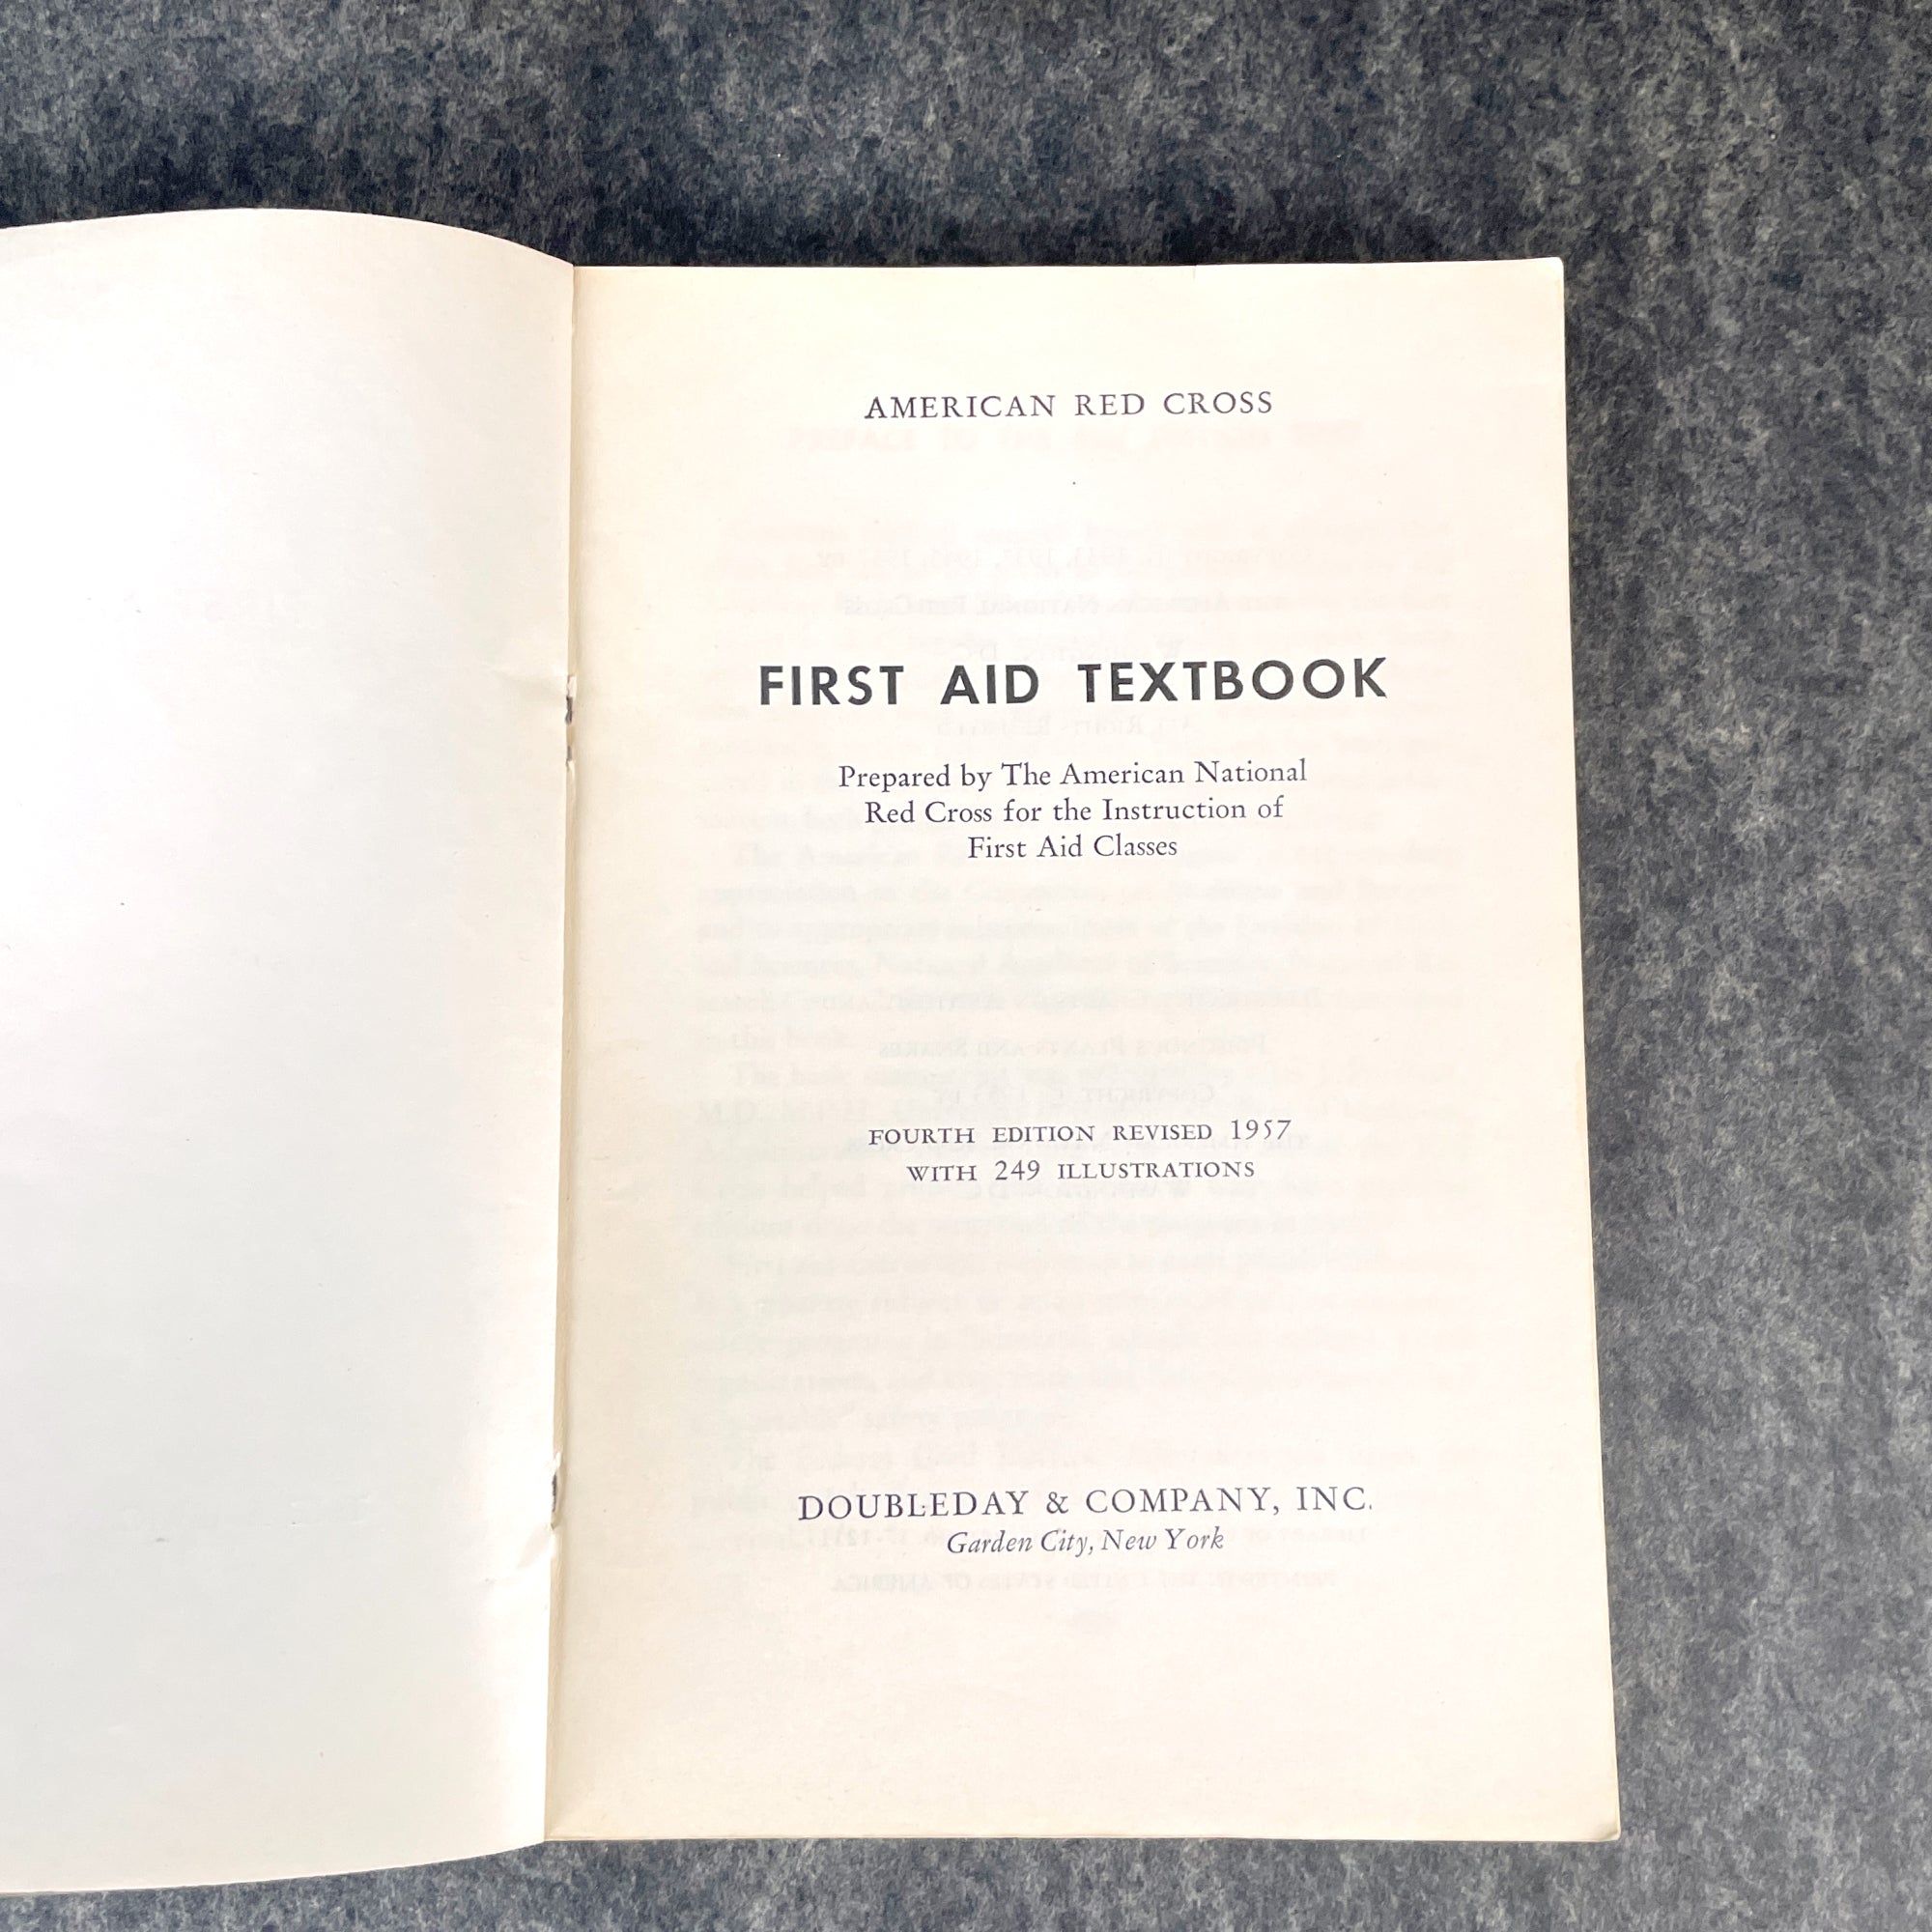 AMERICAN RED CROSS
FIRST AID TEXTBOOK
Prepared by The American National
Red Cross for the Instruction of
First Aid Classes
FOURTH EDITION REVISED 1957
WITH 249 ILLUSTRATIONS
DOUBLEDAY & COMPANY, INC.
Garden City, New York